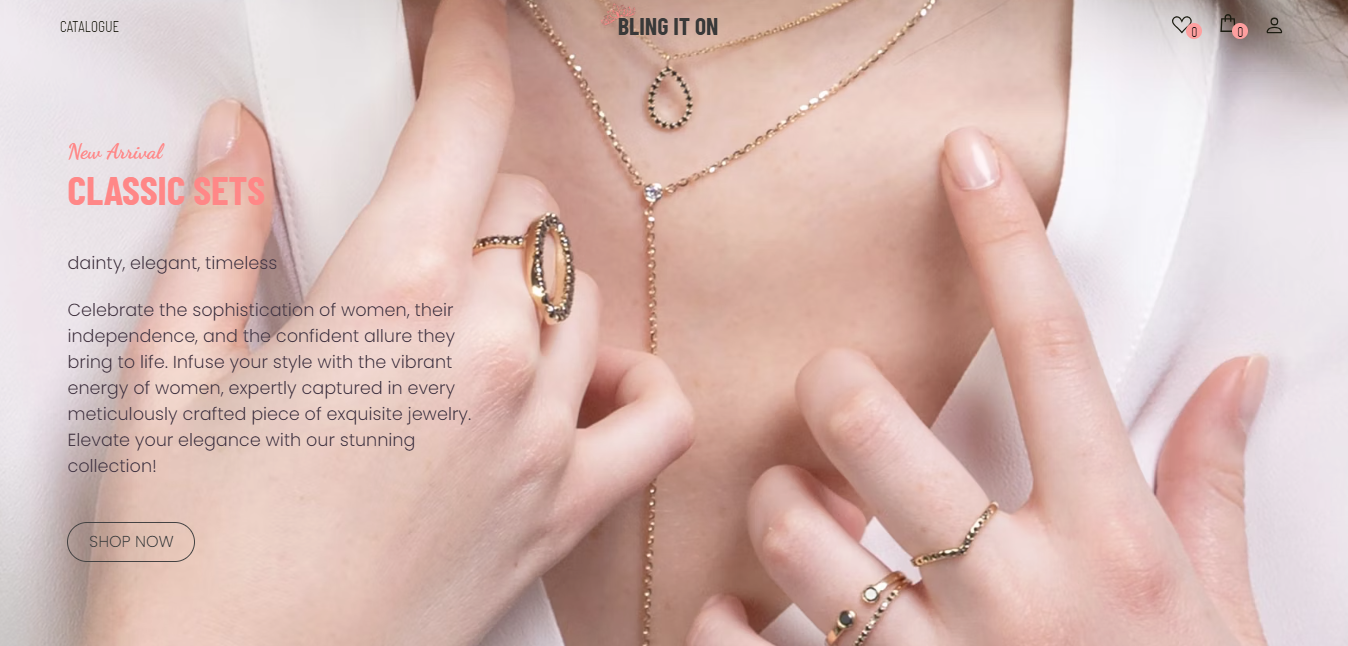 CATALOGUE
BLING IT ON
0
0
New Arrival
CLASSIC SETS
dainty, elegant, timeless
Celebrate the sophistication of women, their
independence, and the confident allure they
bring to life. Infuse your style with the vibrant
energy of women, expertly captured in every
meticulously crafted piece of exquisite jewelry.
Elevate your elegance with our stunning
collection!
SHOP NOW